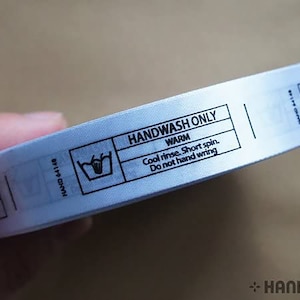 HANDWASH ONLY
WARM
Cool rinse. Short spin.
Do not hand wring